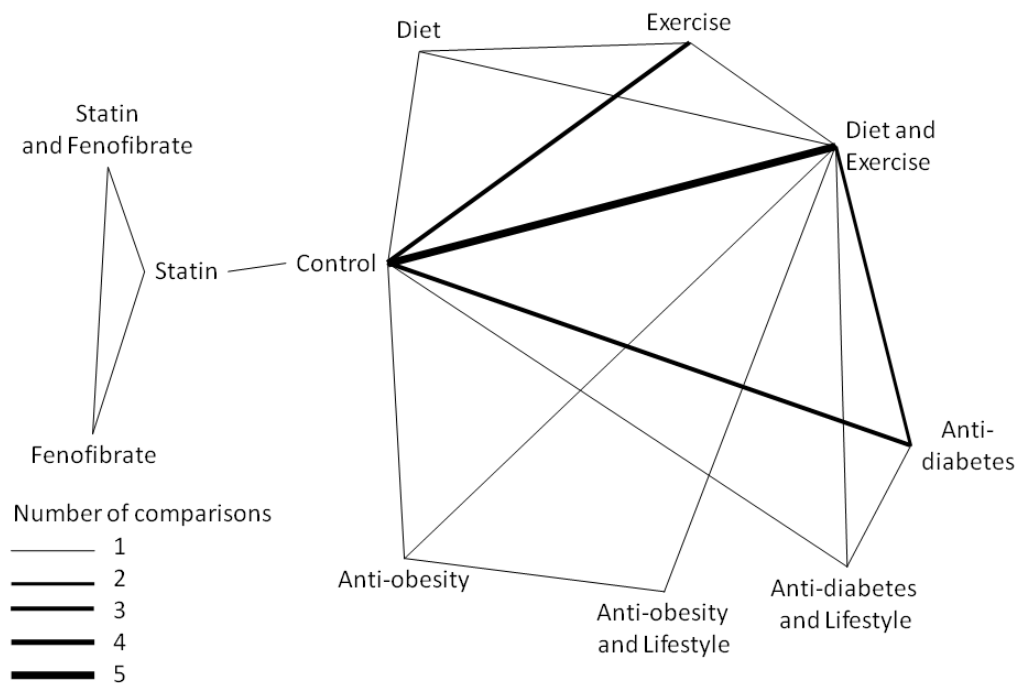 Diet
Exercise
Statin
and Fenofibrate
Diet and
Exercise
Statin
Control
Anti-
diabetes
Fenofibrate
Number of comparisons
1
2
3
4
5
Anti-obesity
Anti-obesity
and Lifestyle
Anti-diabetes
and Lifestyle